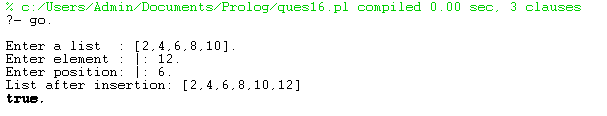 % c:/Users/Admin/Documents/Prolog/ques16.pl compiled 0.00 sec, 3 clauses
?- go.
Enter a list  : [2,4,6,8,10].
Enter element : |: 12.
Enter position: |: 6.
List after insertion: [2,4,6,8,10,12]
true.